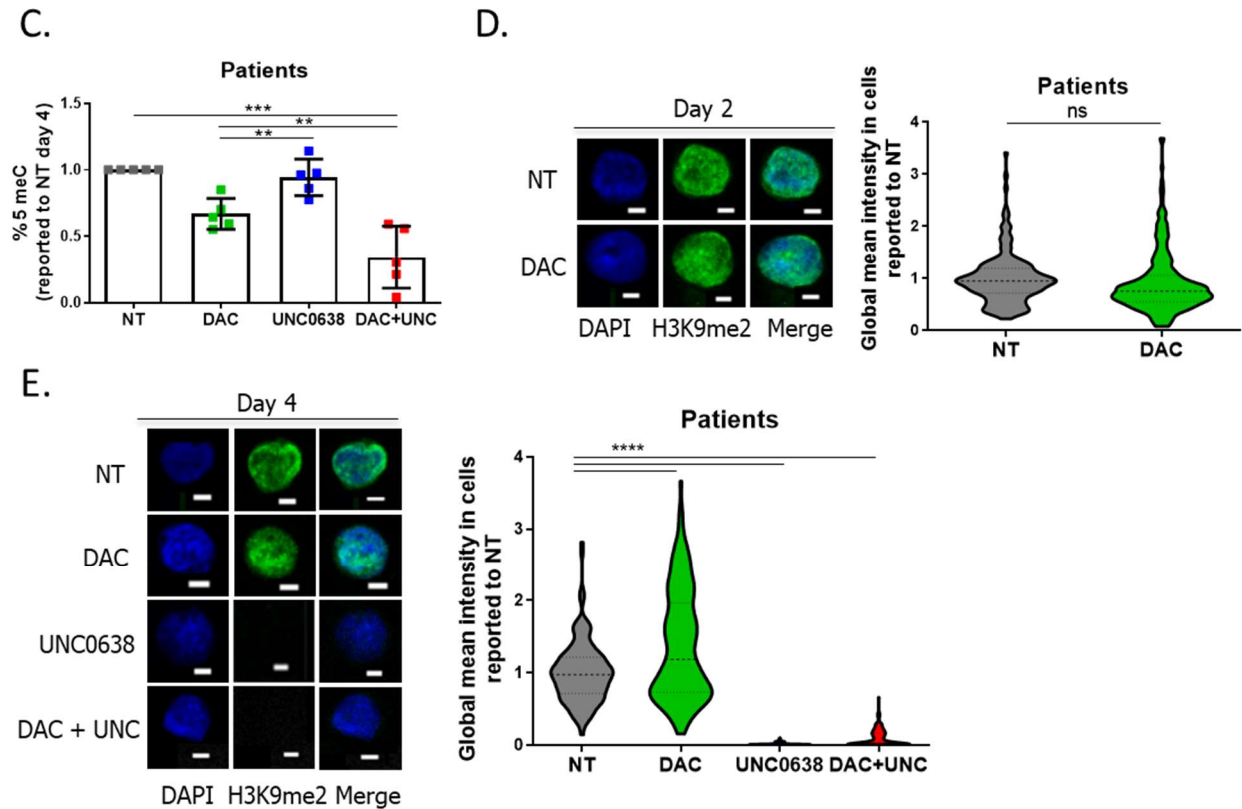 C.
Patients
%5 meC
(reported to NT day 4)
1.5
1.0
0.5
0.0
***
**
**
NT DAC UNC0638 DAC+UNC
D.
Day 2
NT
DAC
DAPI H3K9me2 Merge
Patients
ns
Global mean intensity in cells
reported to NT
4
3
2
1
0
NT DAC
E.
Day 4
NT
DAC
UNC0638
DAC + UNC
DAPI H3K9me2 Merge
Patients
****
Global mean intensity in cells
reported to NT
4
3
2
1
0
NT DAC UNC0638 DAC+UNC